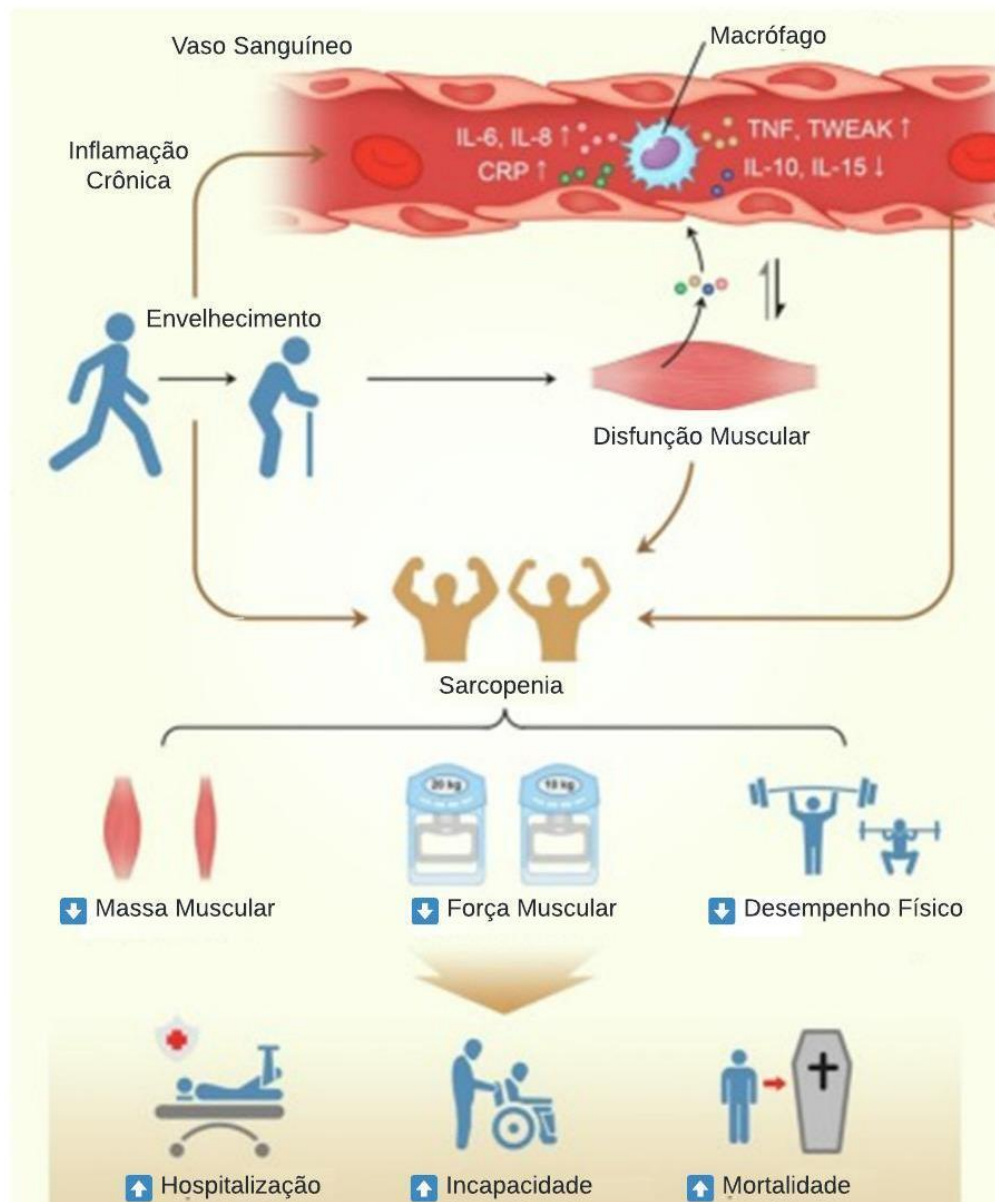 Vaso Sanguíneo
Macrófago
IL-6, IL-8 ↑
CRP ↑
TNF, TWEAK ↑
IL-10, IL-15 ↓
Inflamação
Crônica
Envelhecimento
Disfunção Muscular
Sarcopenia
20 kg
10 kg
Massa Muscular
Força Muscular
Desempenho Físico
Hospitalização
Incapacidade
Mortalidade